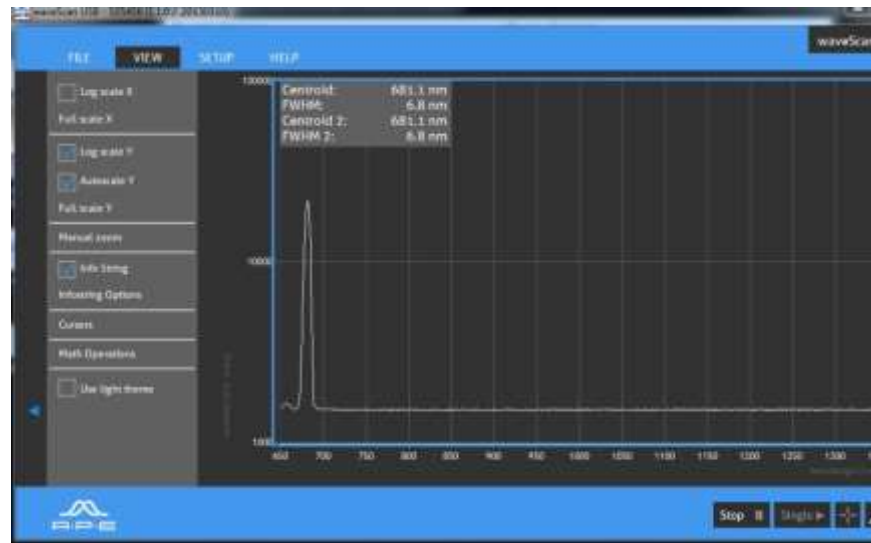 waveScan
FILE VIEW SETUP HELP
Log scale X
Full scale X
Log scale Y
Autoscale Y
Full scale Y
Manual zoom
Info String
Infostring Options
Cursors
Math Operations
Use light theme
Centroid: 681.1 nm
FWHM: 6.8 nm
Centroid 2: 681.1 nm
FWHM 2: 6.8 nm
10000
1000
650 700 750 800 850 900 950 1000 1050 1100 1150 1200 1250 1300
A·P·E
Stop Single